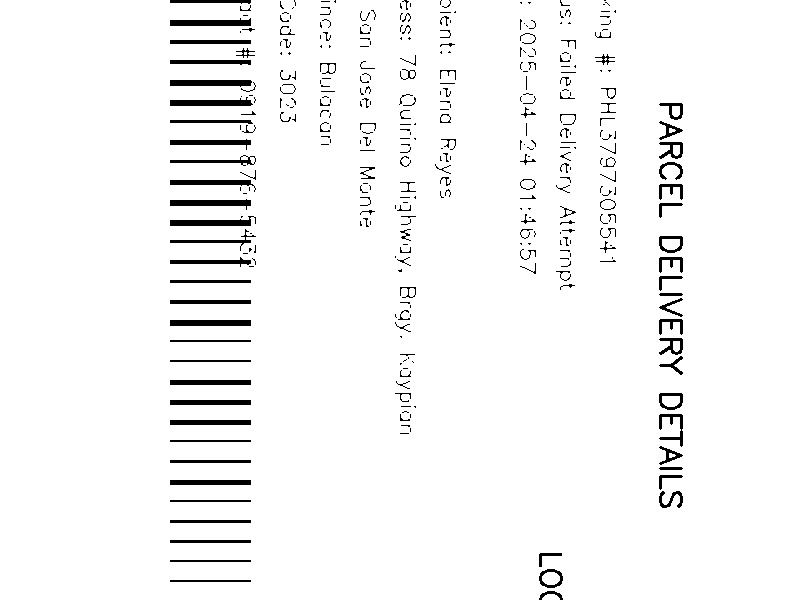 PARCEL DELIVERY DETAILS
king #: PHL3797305541
us: Failed Delivery Attempt
: 2025-04-24 01:46:57
LOC
pient: Elena Reyes
ess: 78 Quirino Highway, Brgy. Kaypian
San Jose Del Monte
ince: Bulacan
Code: 3023
#: 0919-876-5432